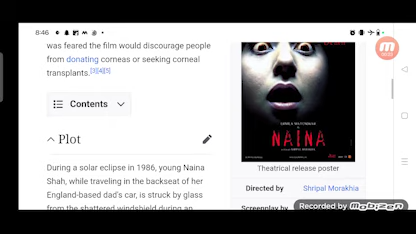 8:46
was feared the film would discourage people
from donating corneas or seeking corneal
transplants.[3][4][5]
Contents
Plot
During a solar eclipse in 1986, young Naina
Shah, while traveling in the backseat of her
England-based dad's car, is struck by glass
from the shattered windshield during an
NAINA
Theatrical release poster
Directed by Shripal Morakhia
Screenplay by
Recorded by Mobizen